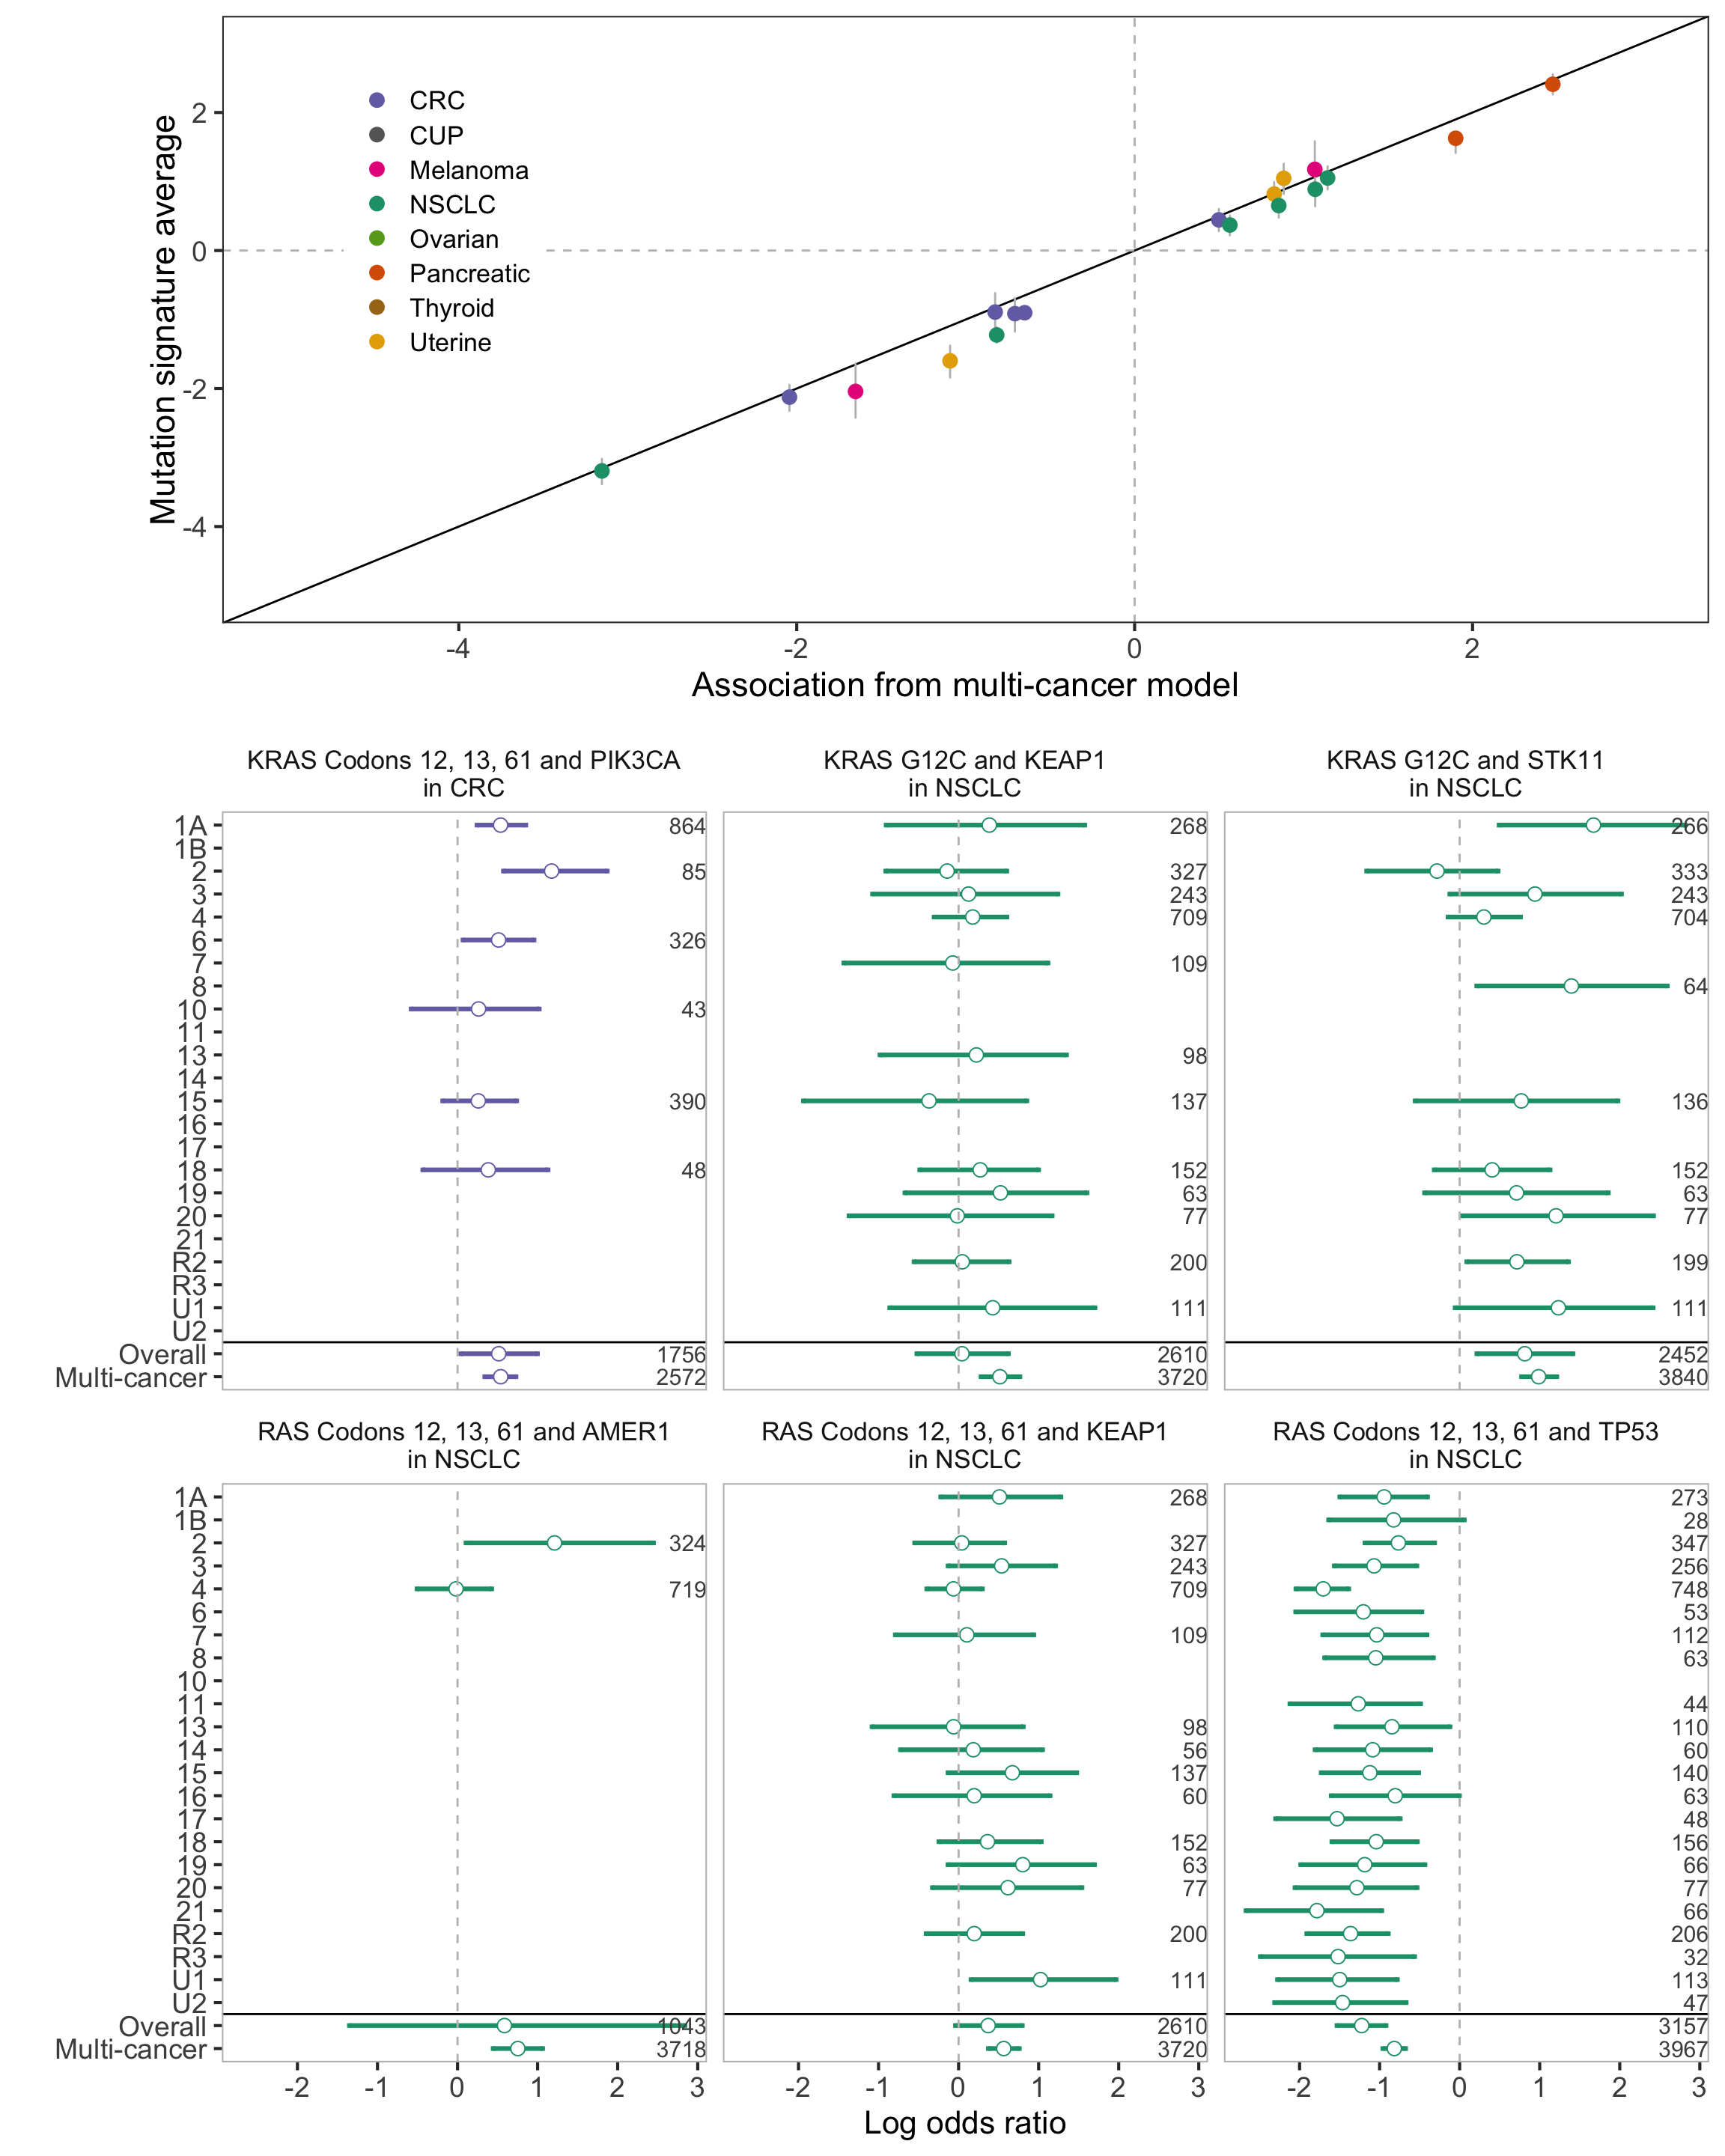 Mutation signature average
2
0
-2
-4
CRC
CUP
Melanoma
NSCLC
Ovarian
Pancreatic
Thyroid
Uterine
-4 -2 0 2
Association from multi-cancer model
KRAS Codons 12, 13, 61 and PIK3CA
in CRC
KRAS G12C and KEAP1
in NSCLC
KRAS G12C and STK11
in NSCLC
1A 864 268 266
1B
2 85 327 333
3 243 243
4 709 704
6 326
7 109
8 64
10 43
11
13 98
14
15 390 137 136
16
17
18 48 152 152
19 63 63
20 77 77
21
R2 200 199
R3
U1 111 111
U2
Overall 1756 2610 2452
Multi-cancer 2572 3720 3840
RAS Codons 12, 13, 61 and AMER1
in NSCLC
RAS Codons 12, 13, 61 and KEAP1
in NSCLC
RAS Codons 12, 13, 61 and TP53
in NSCLC
1A 268 273
1B 28
2 324 327 347
3 243 256
4 719 709 748
6 53
7 109 112
8 63
10
11 44
13 98 110
14 56 60
15 137 140
16 60 63
17 48
18 152 156
19 63 66
20 77 77
21 66
R2 200 206
R3 32
U1 111 113
U2 47
Overall 1043 2610 3157
Multi-cancer 3718 3720 3967
-2 -1 0 1 2 3 -2 -1 0 1 2 3 -2 -1 0 1 2 3
Log odds ratio